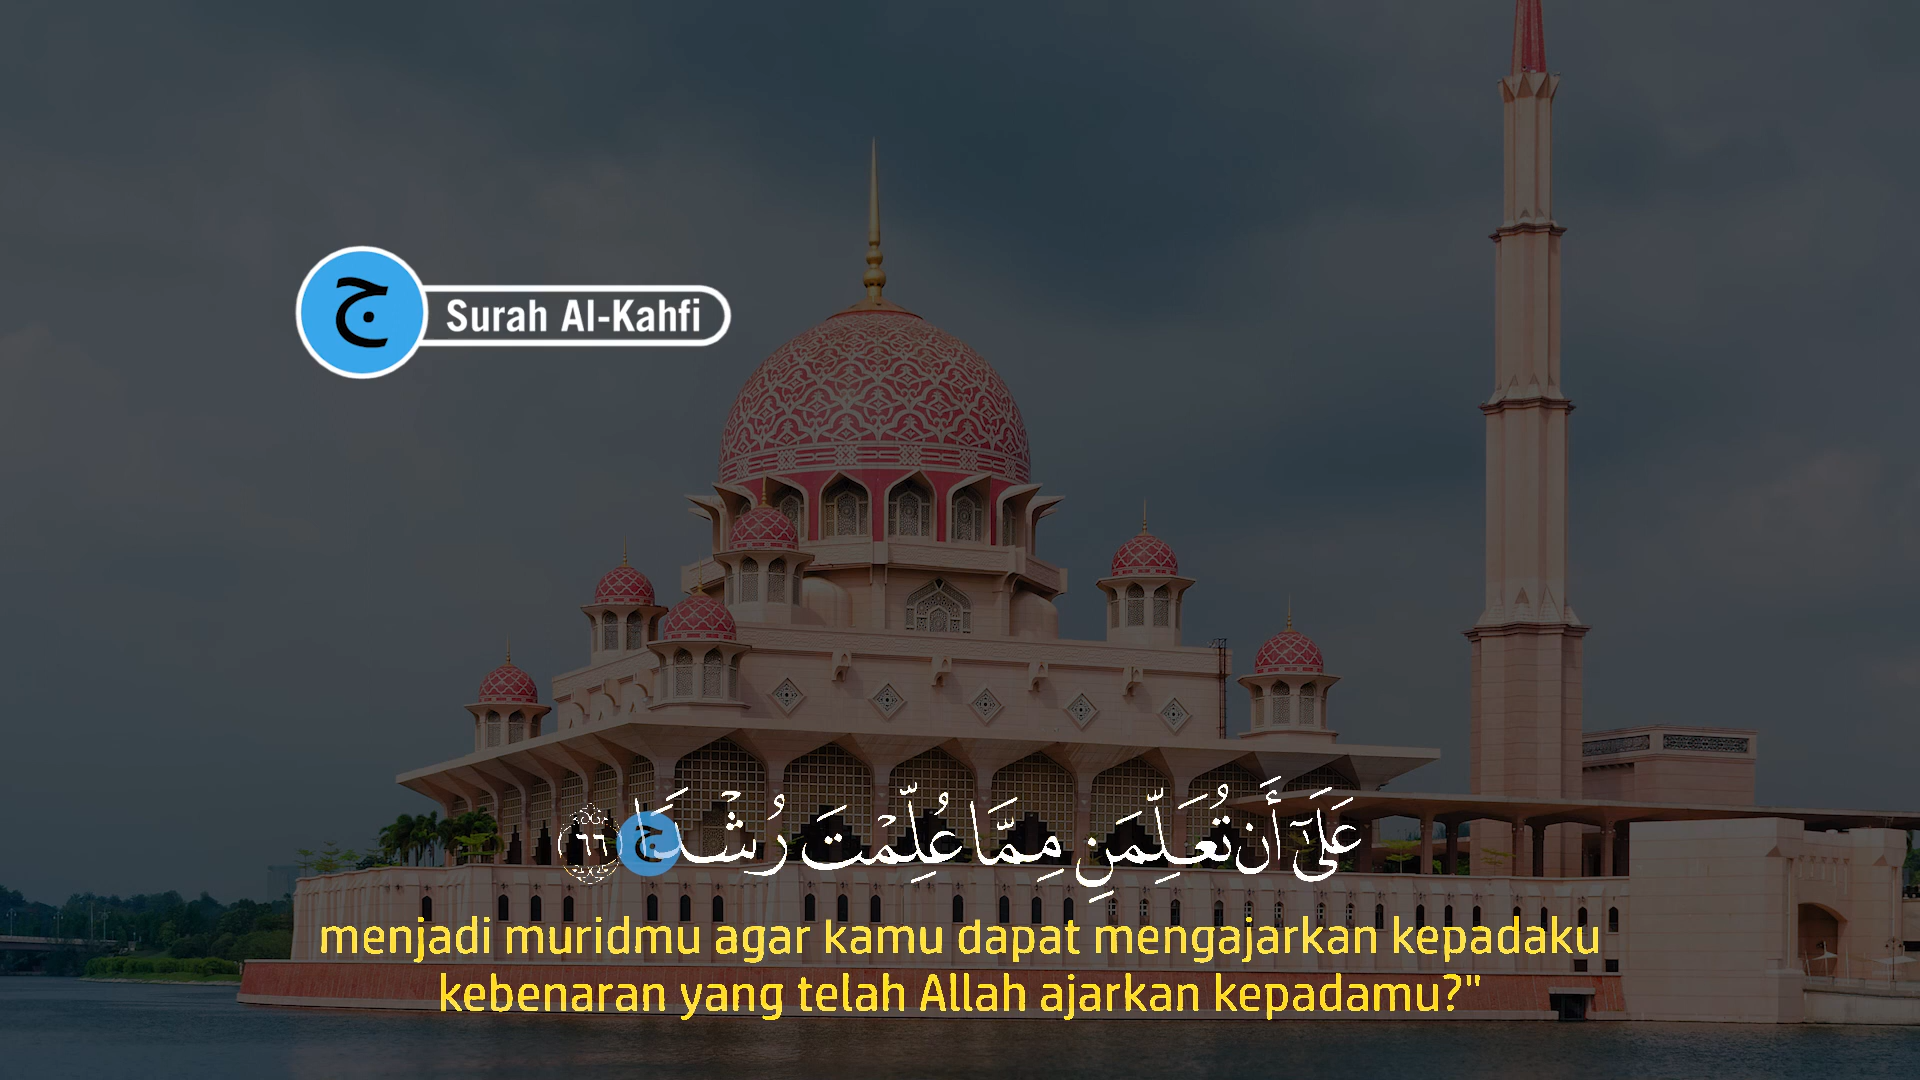 ج
Surah Al-Kahfi
عَلَىٰٓ أَن تُعَلِّمَنِ مِمَّا عُلِّمْتَ رُشْدًا ٦٦
ج
menjadi muridmu agar kamu dapat mengajarkan kepadaku
kebenaran yang telah Allah ajarkan kepadamu?"